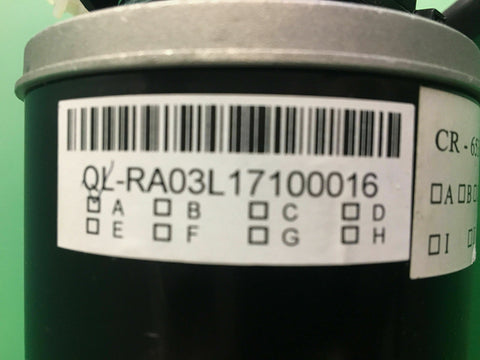 QL-RA03L17100016
A B C D
E F G H
CR - 
A B
I